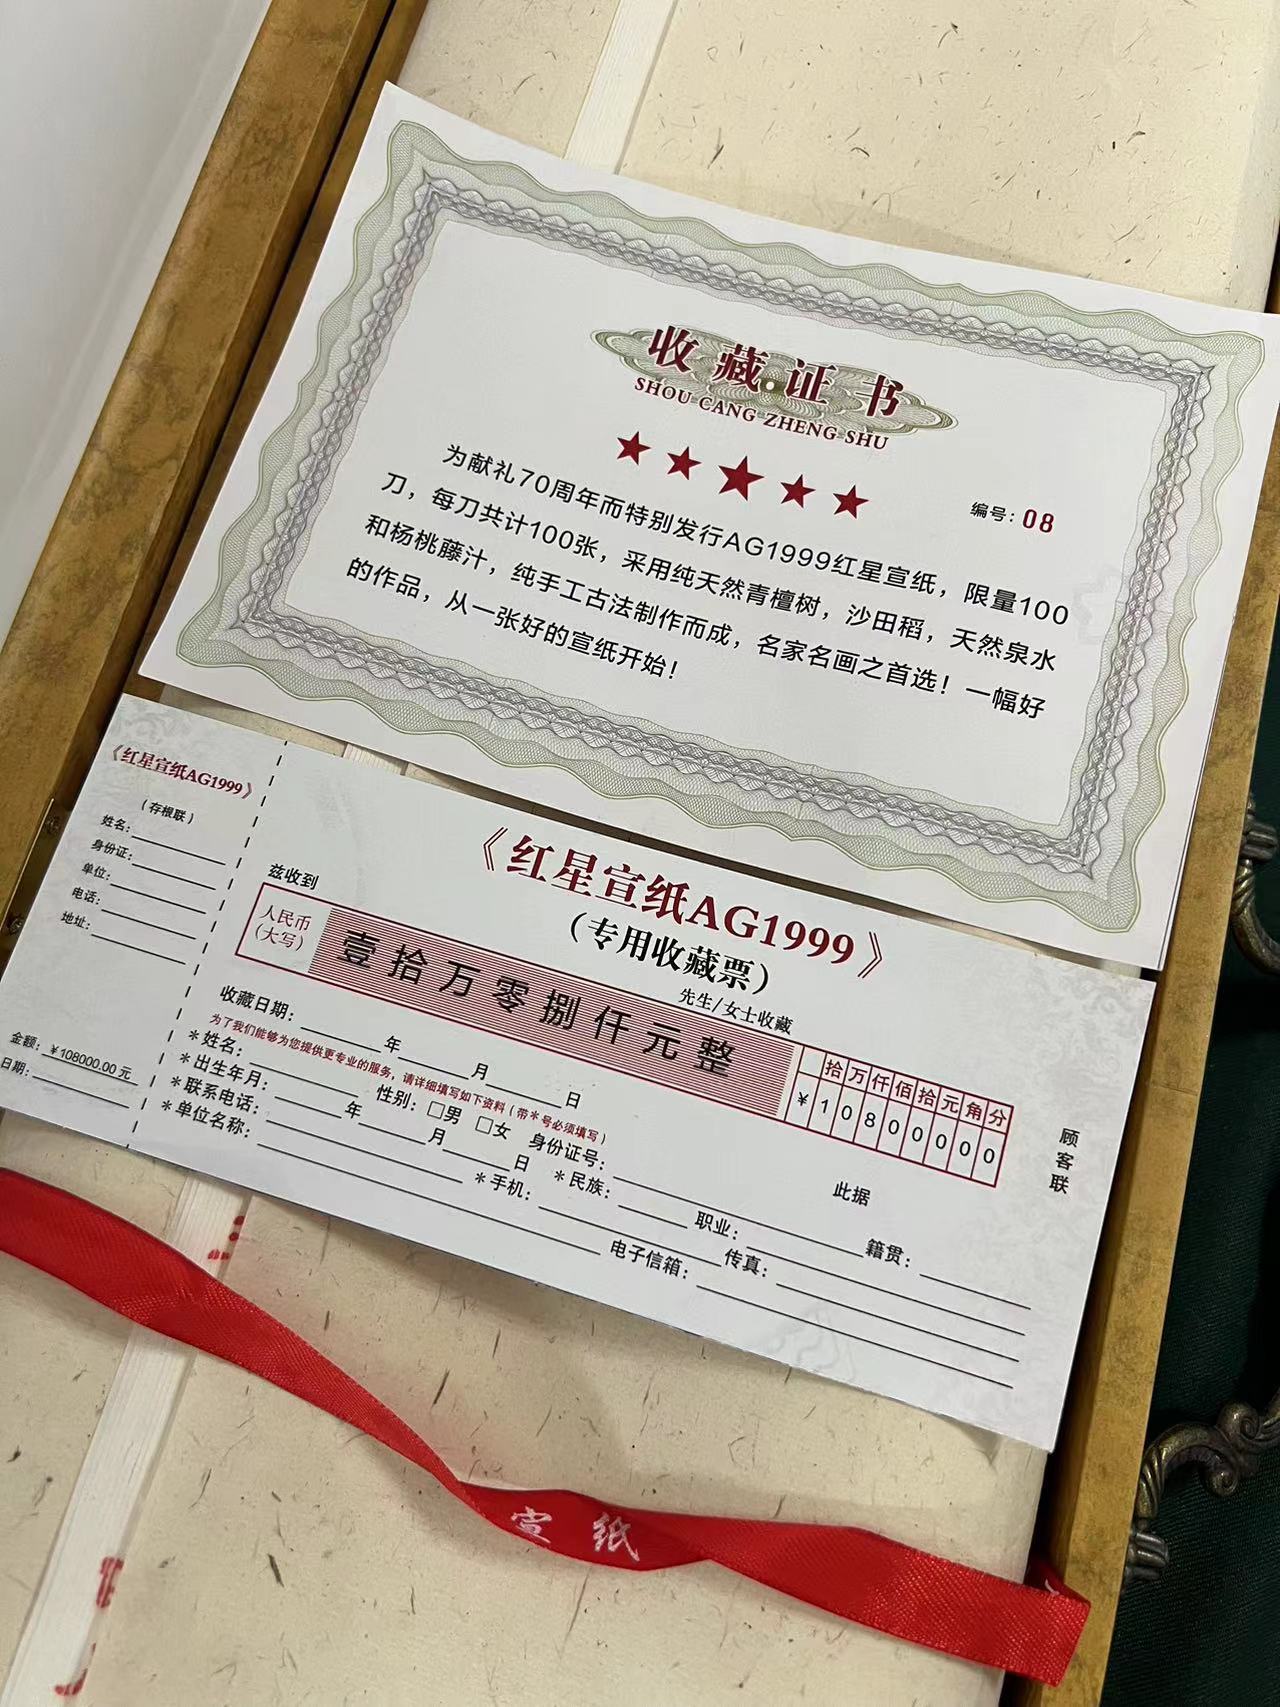 收藏证书
SHOU CANG ZHENG SHU
编号：08
为献礼70周年而特别发行AG1999红星宣纸，限量100
刀，每刀共计100张，采用纯天然青檀树，沙田稻，天然泉水
和杨桃藤汁，纯手工古法制作而成，名家名画之首选！一幅好
的作品，从一张好的宣纸开始！
《红星宣纸AG1999》
（存根联）
姓名：
身份证：
单位：
电话：
地址：
金额：￥108000.00 元
日期：
《红星宣纸AG1999》
（专用收藏票）
兹收到
先生/女士收藏
人民币
（大写）
壹拾万零捌仟元整
拾万仟佰拾元角分
￥10800000
收藏日期： 年 月 日
此据
为了我们能够为您提供更专业的服务，请详细填写如下资料（带*号必须填写）
*姓名： 性别：□男 □女 身份证号：
*出生年月： 年 月 日 *民族： 职业： 籍贯：
*联系电话： *手机： 传真：
*单位名称： 电子信箱：
顾客联
宣纸